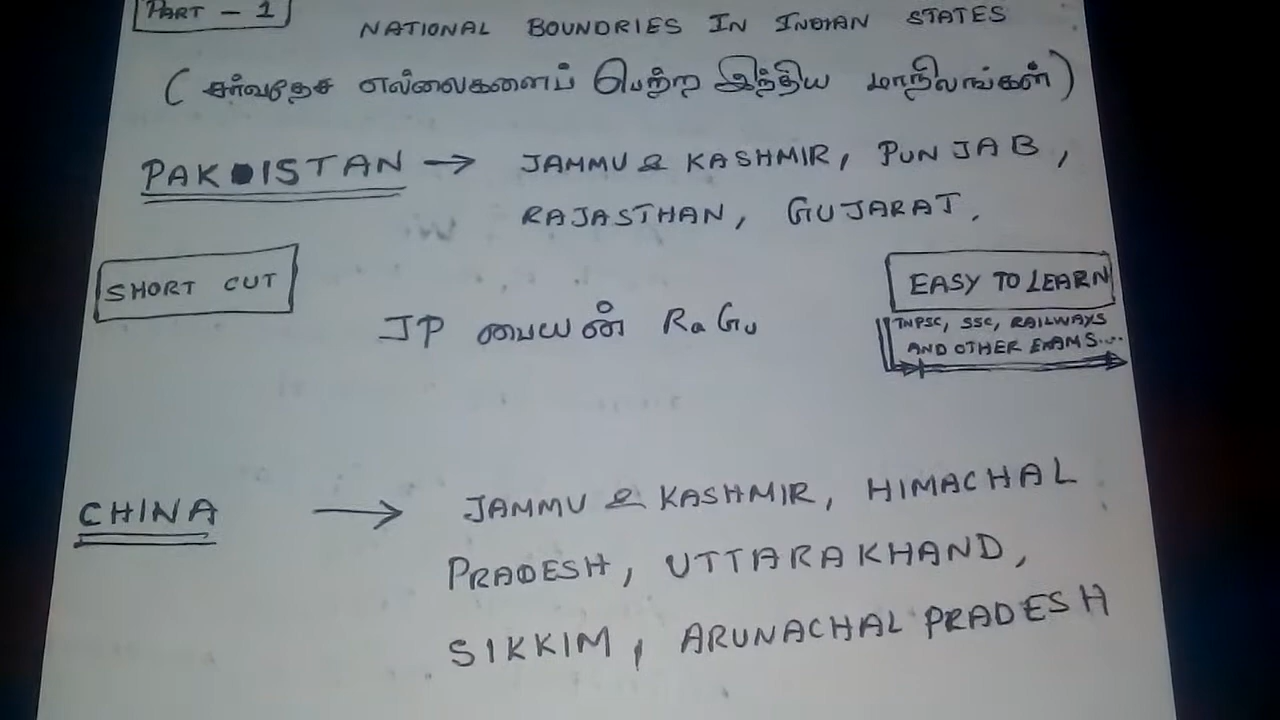 PART - 1
NATIONAL BOUNDRIES IN INDIAN STATES
(சர்வதேச எல்லைகளைப் பெற்ற இந்திய மாநிலங்கள்)
PAKISTAN → JAMMU & KASHMIR, PUNJAB,
RAJASTHAN, GUJARAT.
SHORT CUT
JP பையன் RaGu
EASY TO LEARN
TNPSC, SSC, RAILWAYS
AND OTHER EXAMS...
CHINA → JAMMU & KASHMIR, HIMACHAL
PRADESH, UTTARAKHAND,
SIKKIM, ARUNACHAL PRADESH